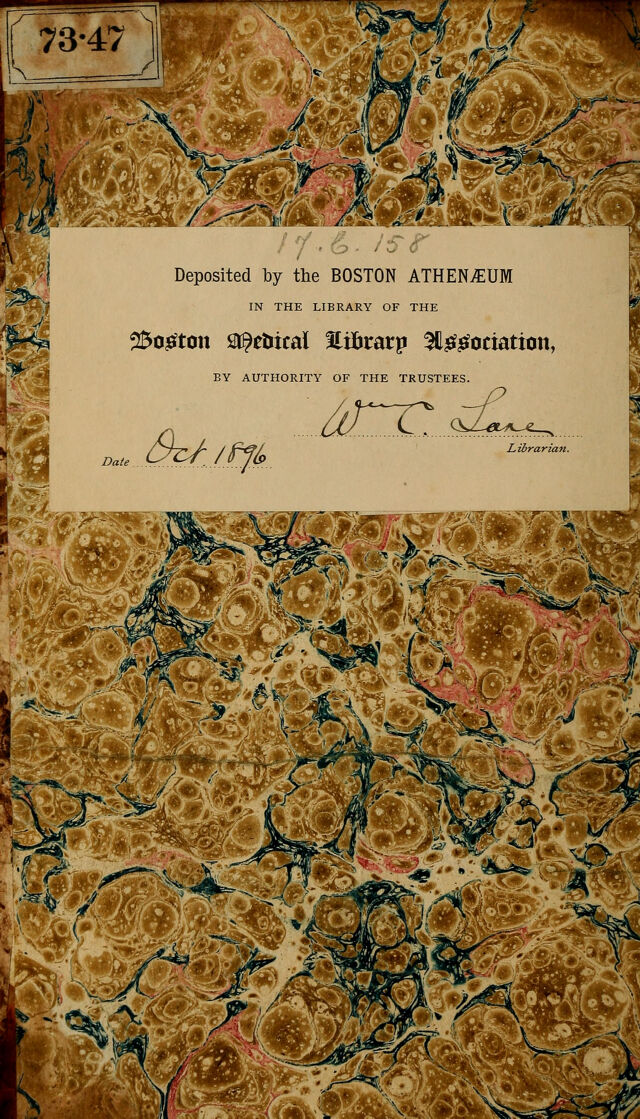 73·47
17.6.158
Deposited by the BOSTON ATHENÆUM
IN THE LIBRARY OF THE
Boston Medical Library Association,
BY AUTHORITY OF THE TRUSTEES.
Wm C. Lane
Librarian.
Date Oct. 1896